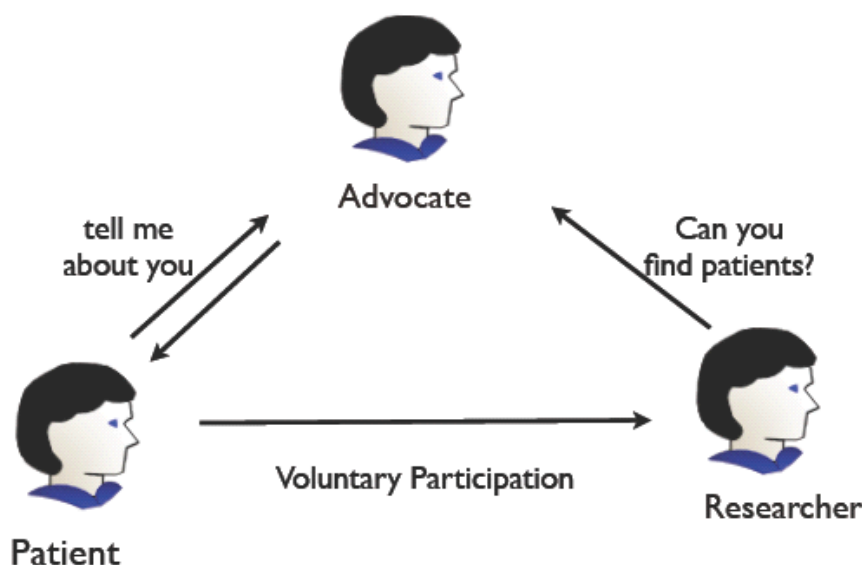 Advocate
tell me
about you
Can you
find patients?
Voluntary Participation
Researcher
Patient